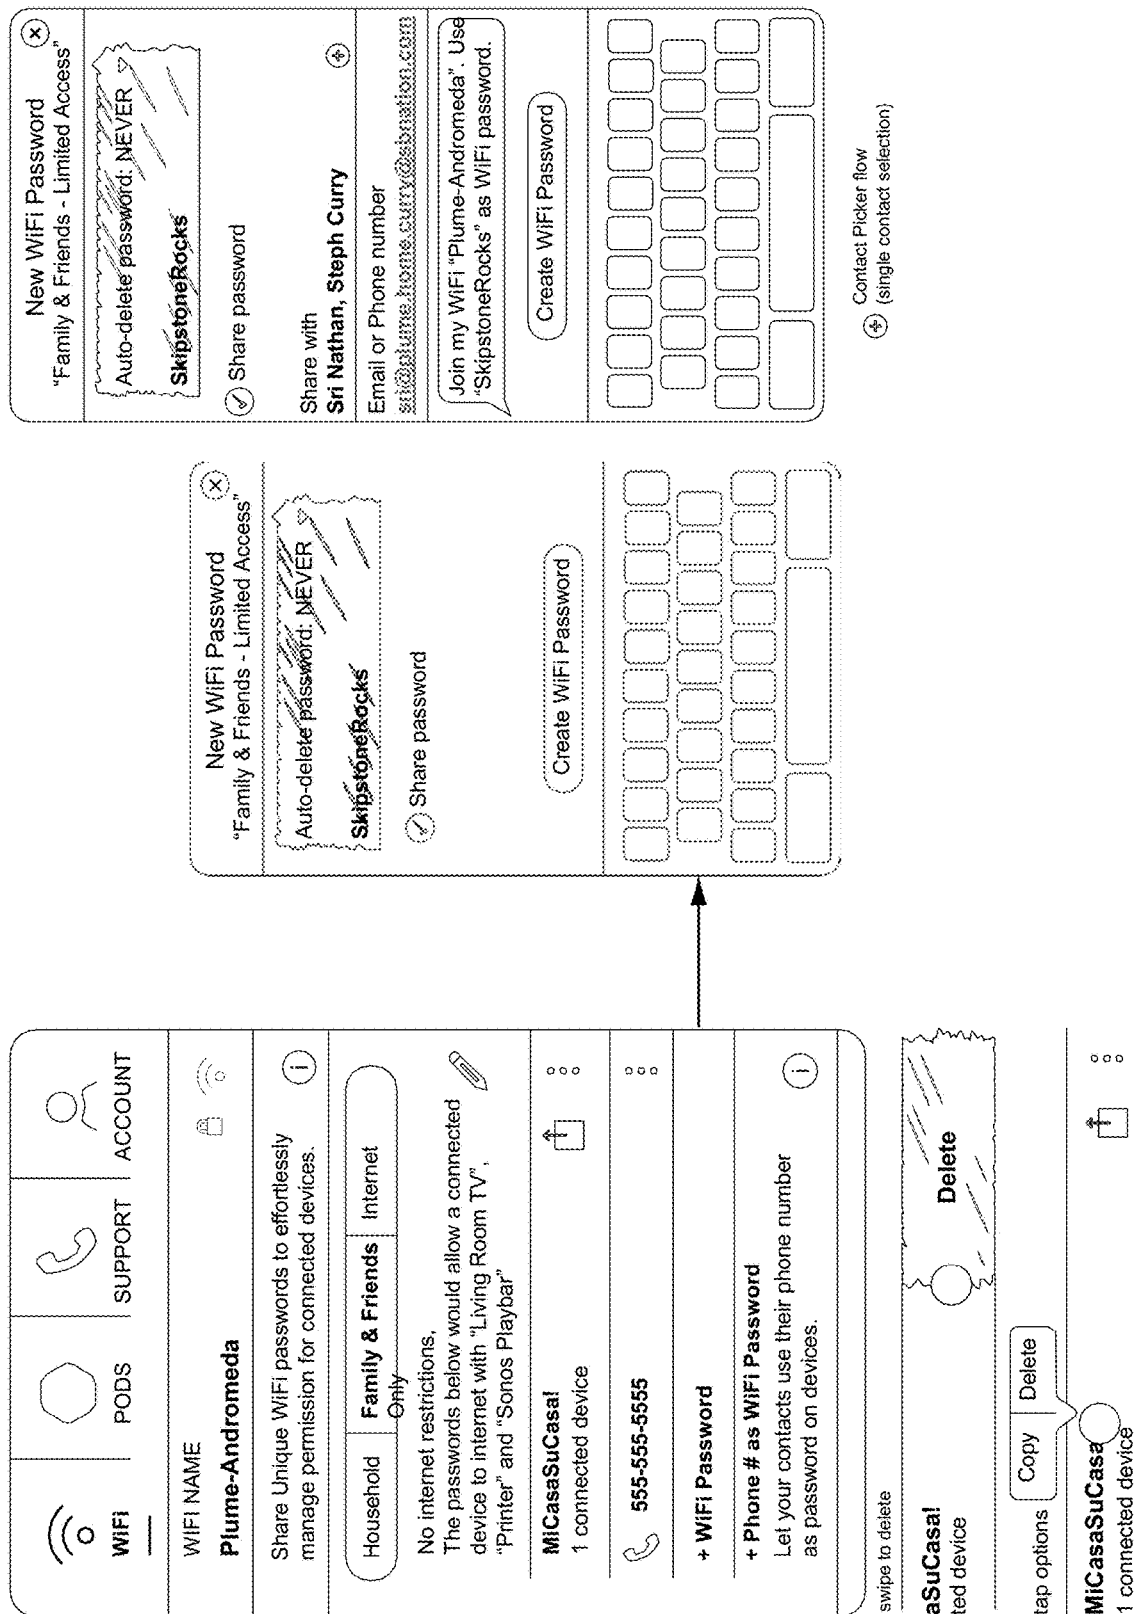 WiFi
PODS
SUPPORT
ACCOUNT
WIFI NAME
Plume-Andromeda
Share Unique WiFi passwords to effortlessly
manage permission for connected devices.
i
Household
Family & Friends
Internet
Only
No internet restrictions,
The passwords below would allow a connected
device to internet with "Living Room TV",
"Printer" and "Sonos Playbar"
MiCasaSuCasa!
1 connected device
555-555-5555
+ WiFi Password
+ Phone # as WiFi Password
Let your contacts use their phone number
as password on devices.
i
swipe to delete
aSuCasa!
ted device
Delete
tap options
Copy
Delete
MiCasaSuCasa
1 connected device
New WiFi Password
"Family & Friends - Limited Access"
Auto-delete password: NEVER
SkipstoneRocks
Share password
Create WiFi Password
New WiFi Password
"Family & Friends - Limited Access"
Auto-delete password: NEVER
SkipstoneRocks
Share password
Share with
Sri Nathan, Steph Curry
Email or Phone number
sri@plume.home.curry@sbnation.com
Join my WiFi "Plume-Andromeda". Use
"SkipstoneRocks" as WiFi password.
Create WiFi Password
Contact Picker flow
(single contact selection)